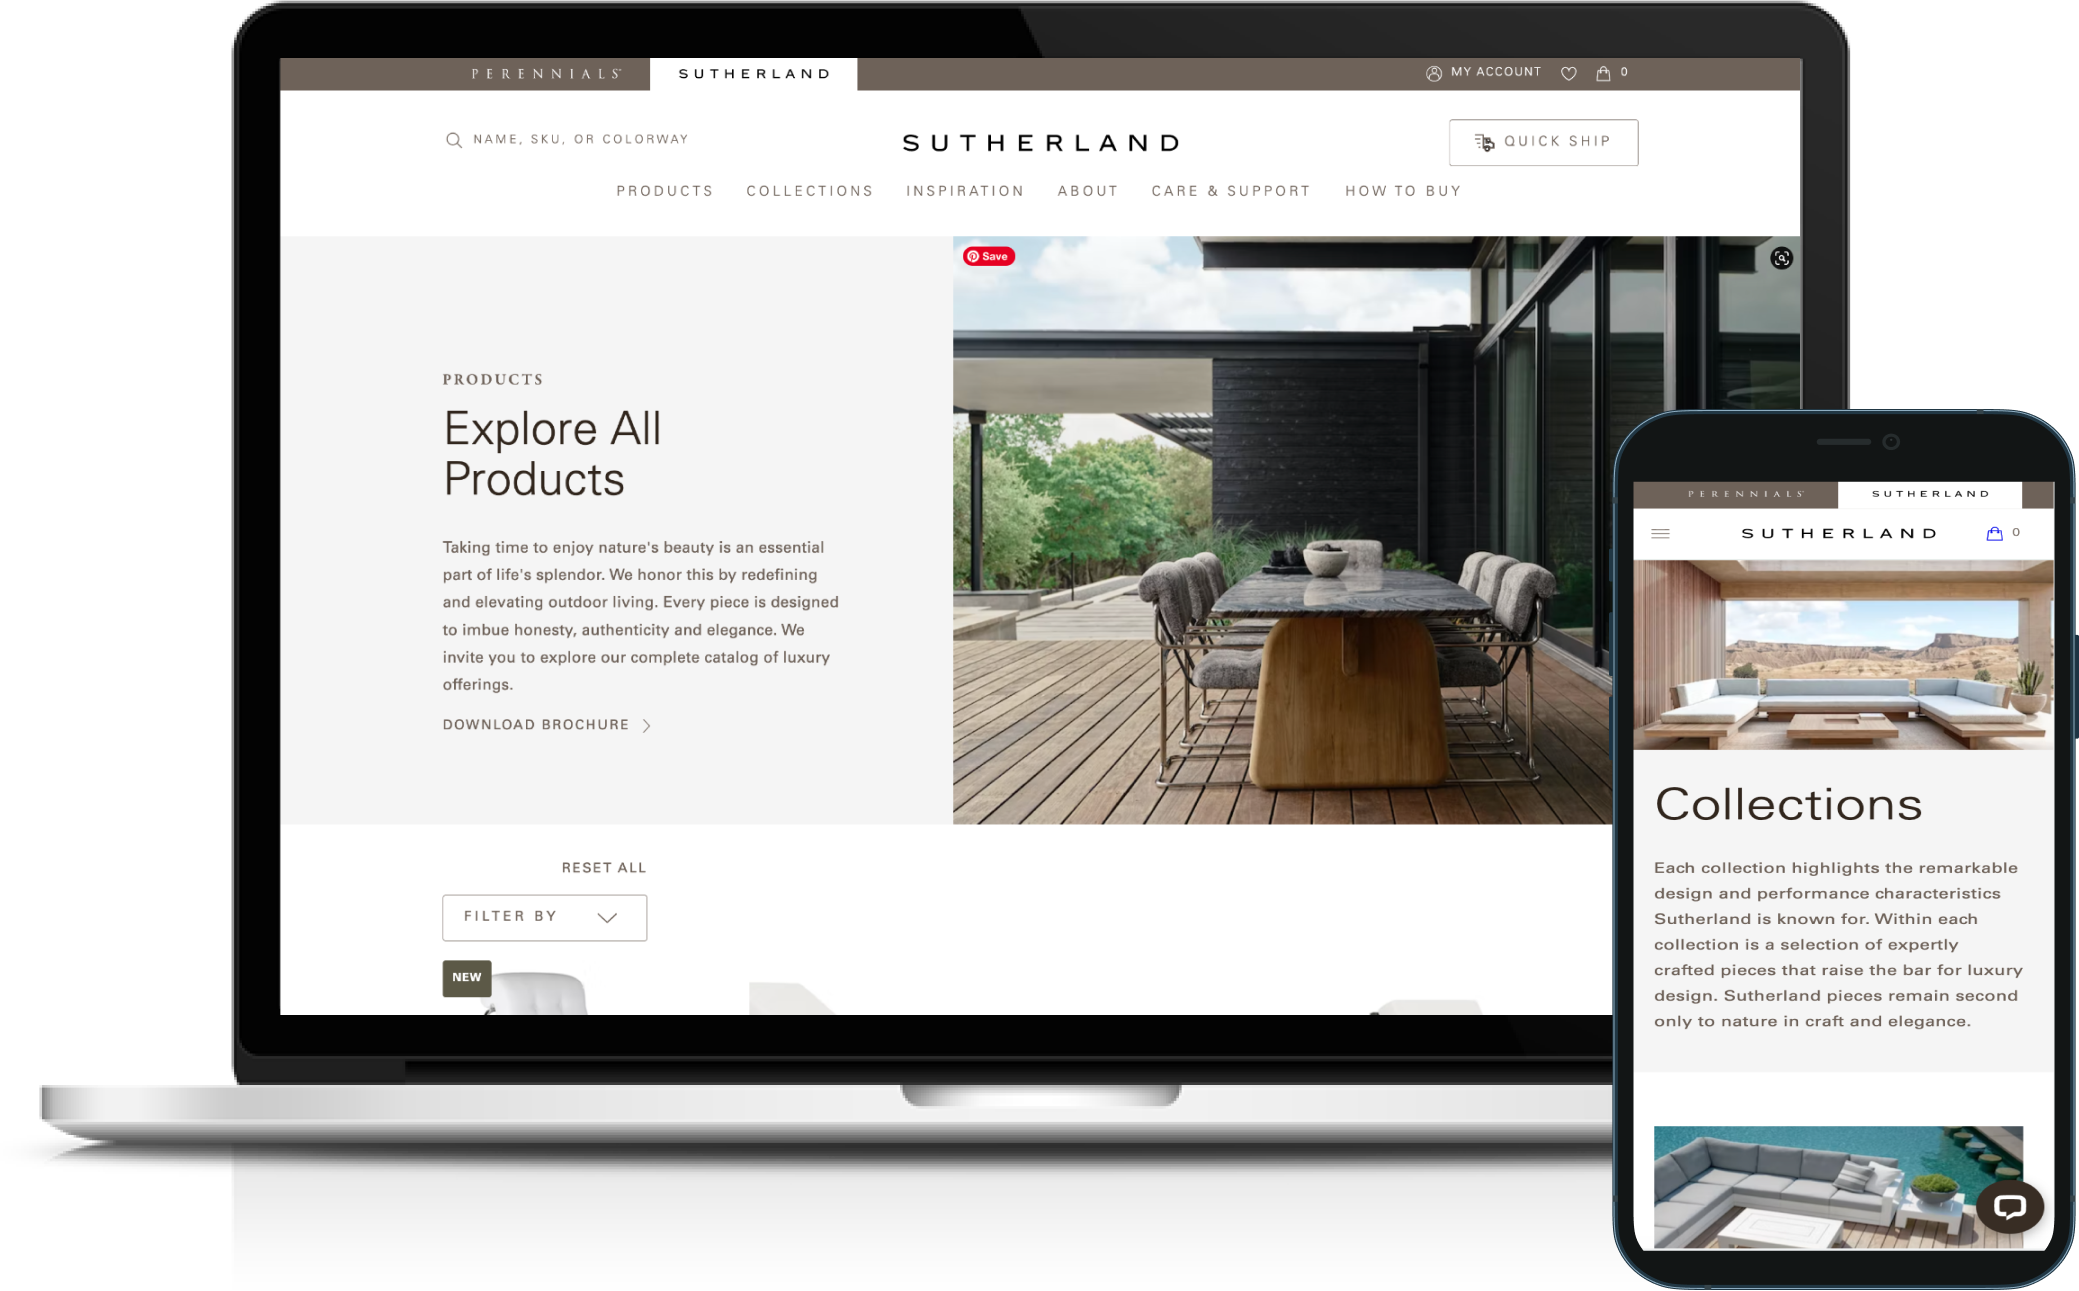 PERENNIALS™
SUTHERLAND
MY ACCOUNT
0
NAME, SKU, OR COLORWAY
SUTHERLAND
QUICK SHIP
PRODUCTS
COLLECTIONS
INSPIRATION
ABOUT
CARE & SUPPORT
HOW TO BUY
Save
PRODUCTS
Explore All
Products
Taking time to enjoy nature's beauty is an essential
part of life's splendor. We honor this by redefining
and elevating outdoor living. Every piece is designed
to imbue honesty, authenticity and elegance. We
invite you to explore our complete catalog of luxury
offerings.
DOWNLOAD BROCHURE
RESET ALL
FILTER BY
NEW
PERENNIALS™
SUTHERLAND
SUTHERLAND
0
Collections
Each collection highlights the remarkable
design and performance characteristics
Sutherland is known for. Within each
collection is a selection of expertly
crafted pieces that raise the bar for luxury
design. Sutherland pieces remain second
only to nature in craft and elegance.